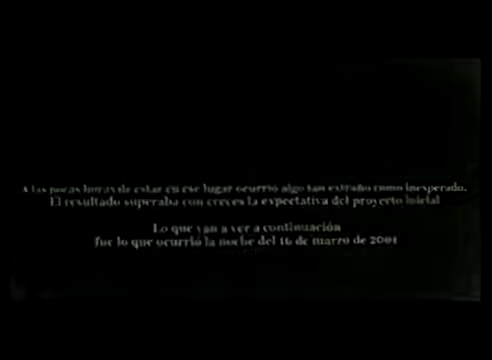 A las pocas horas de estar en ese lugar ocurrió algo tan extraño como inesperado.
El resultado superaba con creces la expectativa del proyecto inicial
Lo que van a ver a continuación
fue lo que ocurrió la noche del 16 de marzo de 2001